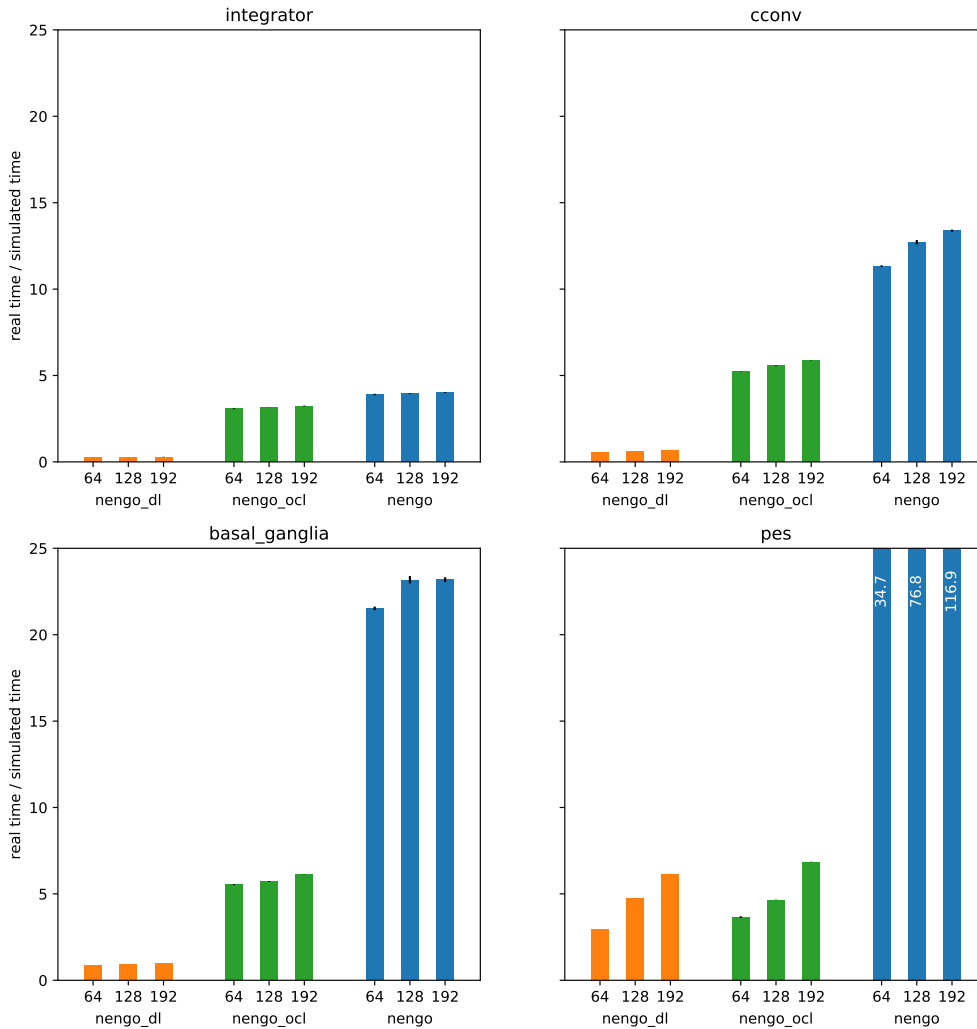 integrator
cconv
25
20
15
10
5
0
real time / simulated time
64 128 192 64 128 192 64 128 192
nengo_dl nengo_ocl nengo
64 128 192 64 128 192 64 128 192
nengo_dl nengo_ocl nengo
basal_ganglia
pes
25
20
15
10
5
0
real time / simulated time
34.7
76.8
116.9
64 128 192 64 128 192 64 128 192
nengo_dl nengo_ocl nengo
64 128 192 64 128 192 64 128 192
nengo_dl nengo_ocl nengo